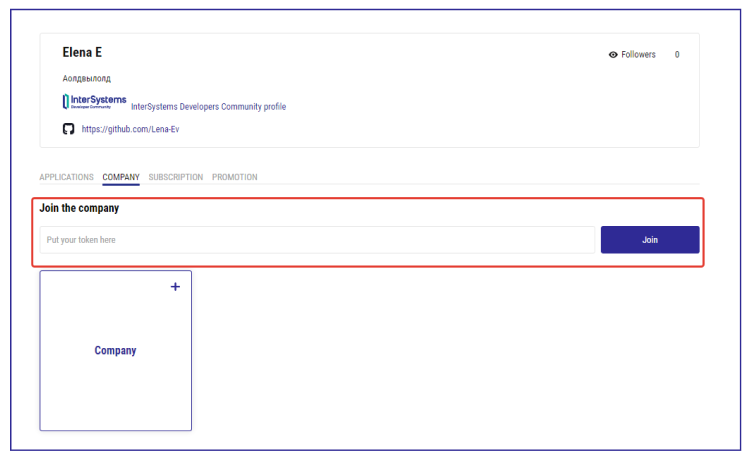 Elena E
Followers 0
Аолдвылолд
InterSystems
Developer Community
InterSystems Developers Community profile
https://github.com/Lena-Ev
APPLICATIONS COMPANY SUBSCRIPTION PROMOTION
Join the company
Put your token here
Join
+
Company